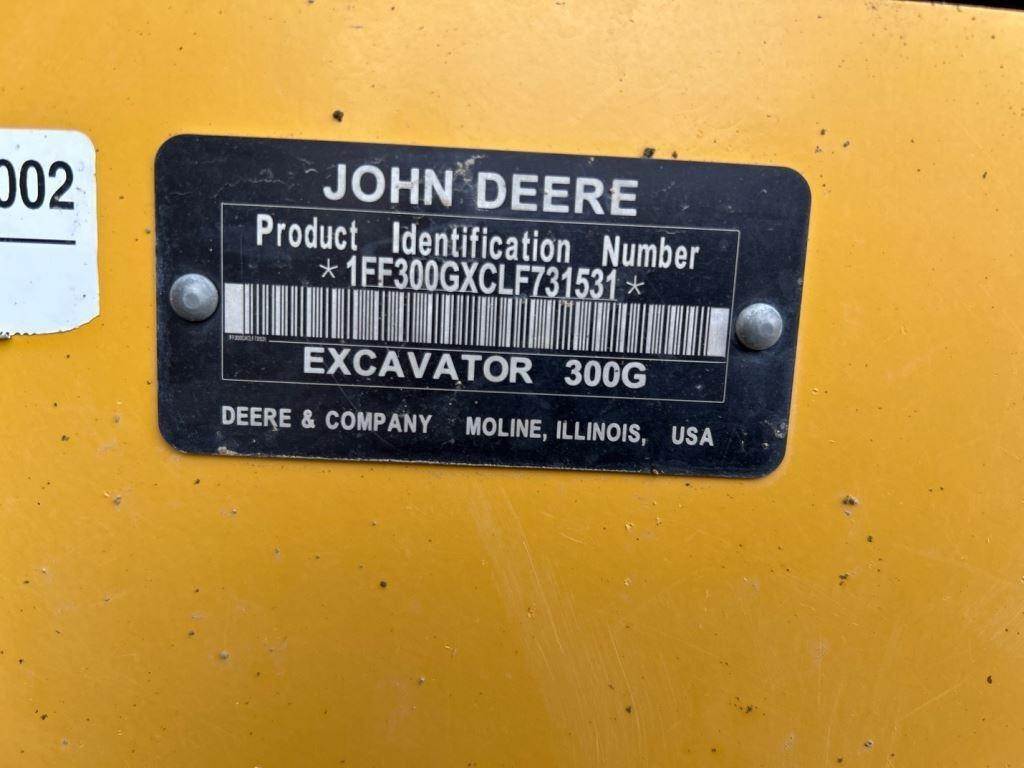 002
JOHN DEERE
Product Identification Number
*1FF300GXCLF731531*
EXCAVATOR 300G
DEERE & COMPANY MOLINE, ILLINOIS, USA